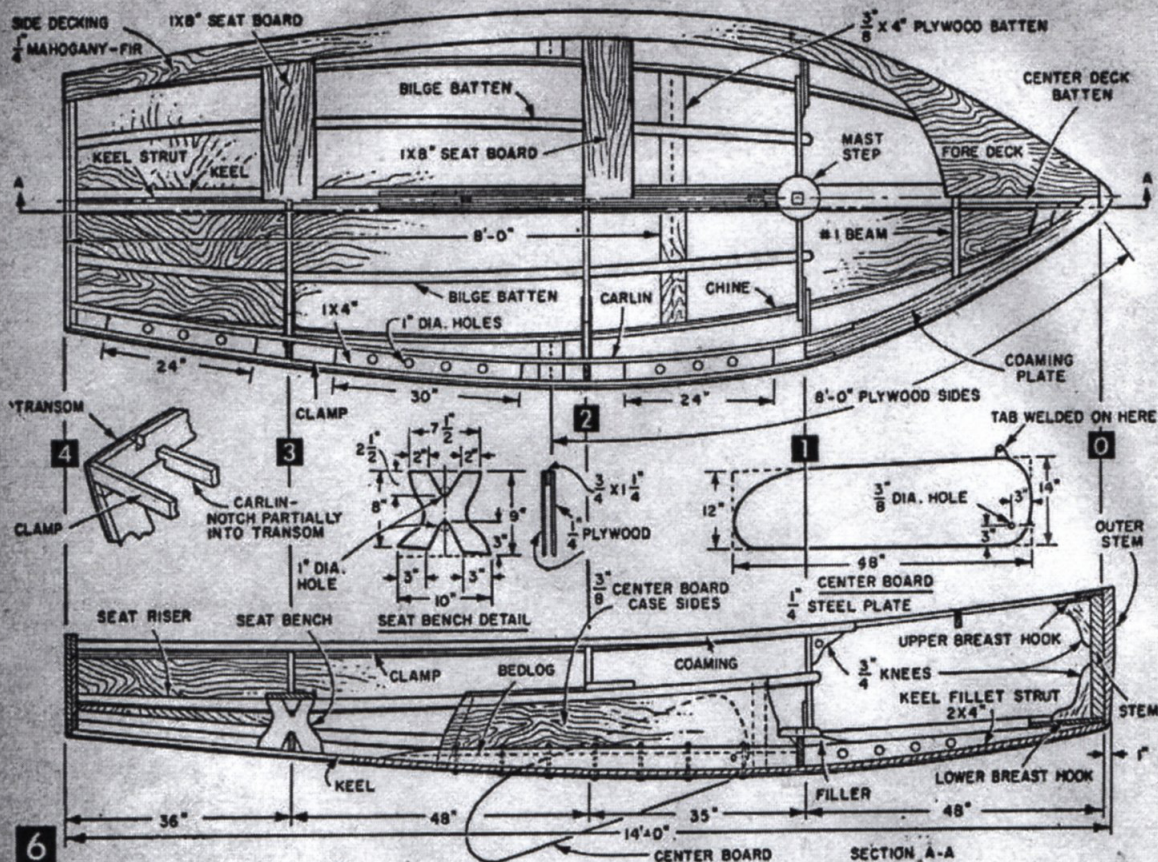 SIDE DECKING
1/4" MAHOGANY-FIR
1X8" SEAT BOARD
3/8" X 4" PLYWOOD BATTEN
CENTER DECK
BATTEN
BILGE BATTEN
1X8" SEAT BOARD
MAST
STEP
FORE DECK
KEEL STRUT
KEEL
A
A
8'-0"
#1 BEAM
BILGE BATTEN
CARLIN
CHINE
1X4"
1" DIA. HOLES
COAMING
PLATE
24"
CLAMP
30"
24"
8'-0" PLYWOOD SIDES
TRANSOM
TAB WELDED ON HERE
4
3
2
1
0
7 1/2"
2 1/2"
2"
2"
8"
9"
3"
3/4 X 1 1/4"
1/4" PLYWOOD
CLAMP
CARLIN-
NOTCH PARTIALLY
INTO TRANSOM
1" DIA.
HOLE
3"
3"
10"
SEAT BENCH DETAIL
12"
3/8" DIA. HOLE
3"
14"
3"
48"
CENTER BOARD
1/4" STEEL PLATE
OUTER
STEM
3/8" CENTER BOARD
CASE SIDES
SEAT RISER
SEAT BENCH
CLAMP
BEDLOG
COAMING
UPPER BREAST HOOK
3/4" KNEES
KEEL FILLET STRUT
2X4"
STEM
KEEL
FILLER
LOWER BREAST HOOK
1"
36"
48"
35"
48"
14'-0"
6
CENTER BOARD
SECTION A-A